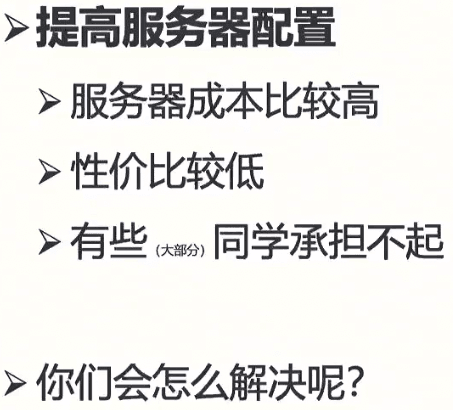 ➢提高服务器配置
➢服务器成本比较高
➢性价比较低
➢有些(大部分)同学承担不起
➢你们会怎么解决呢?